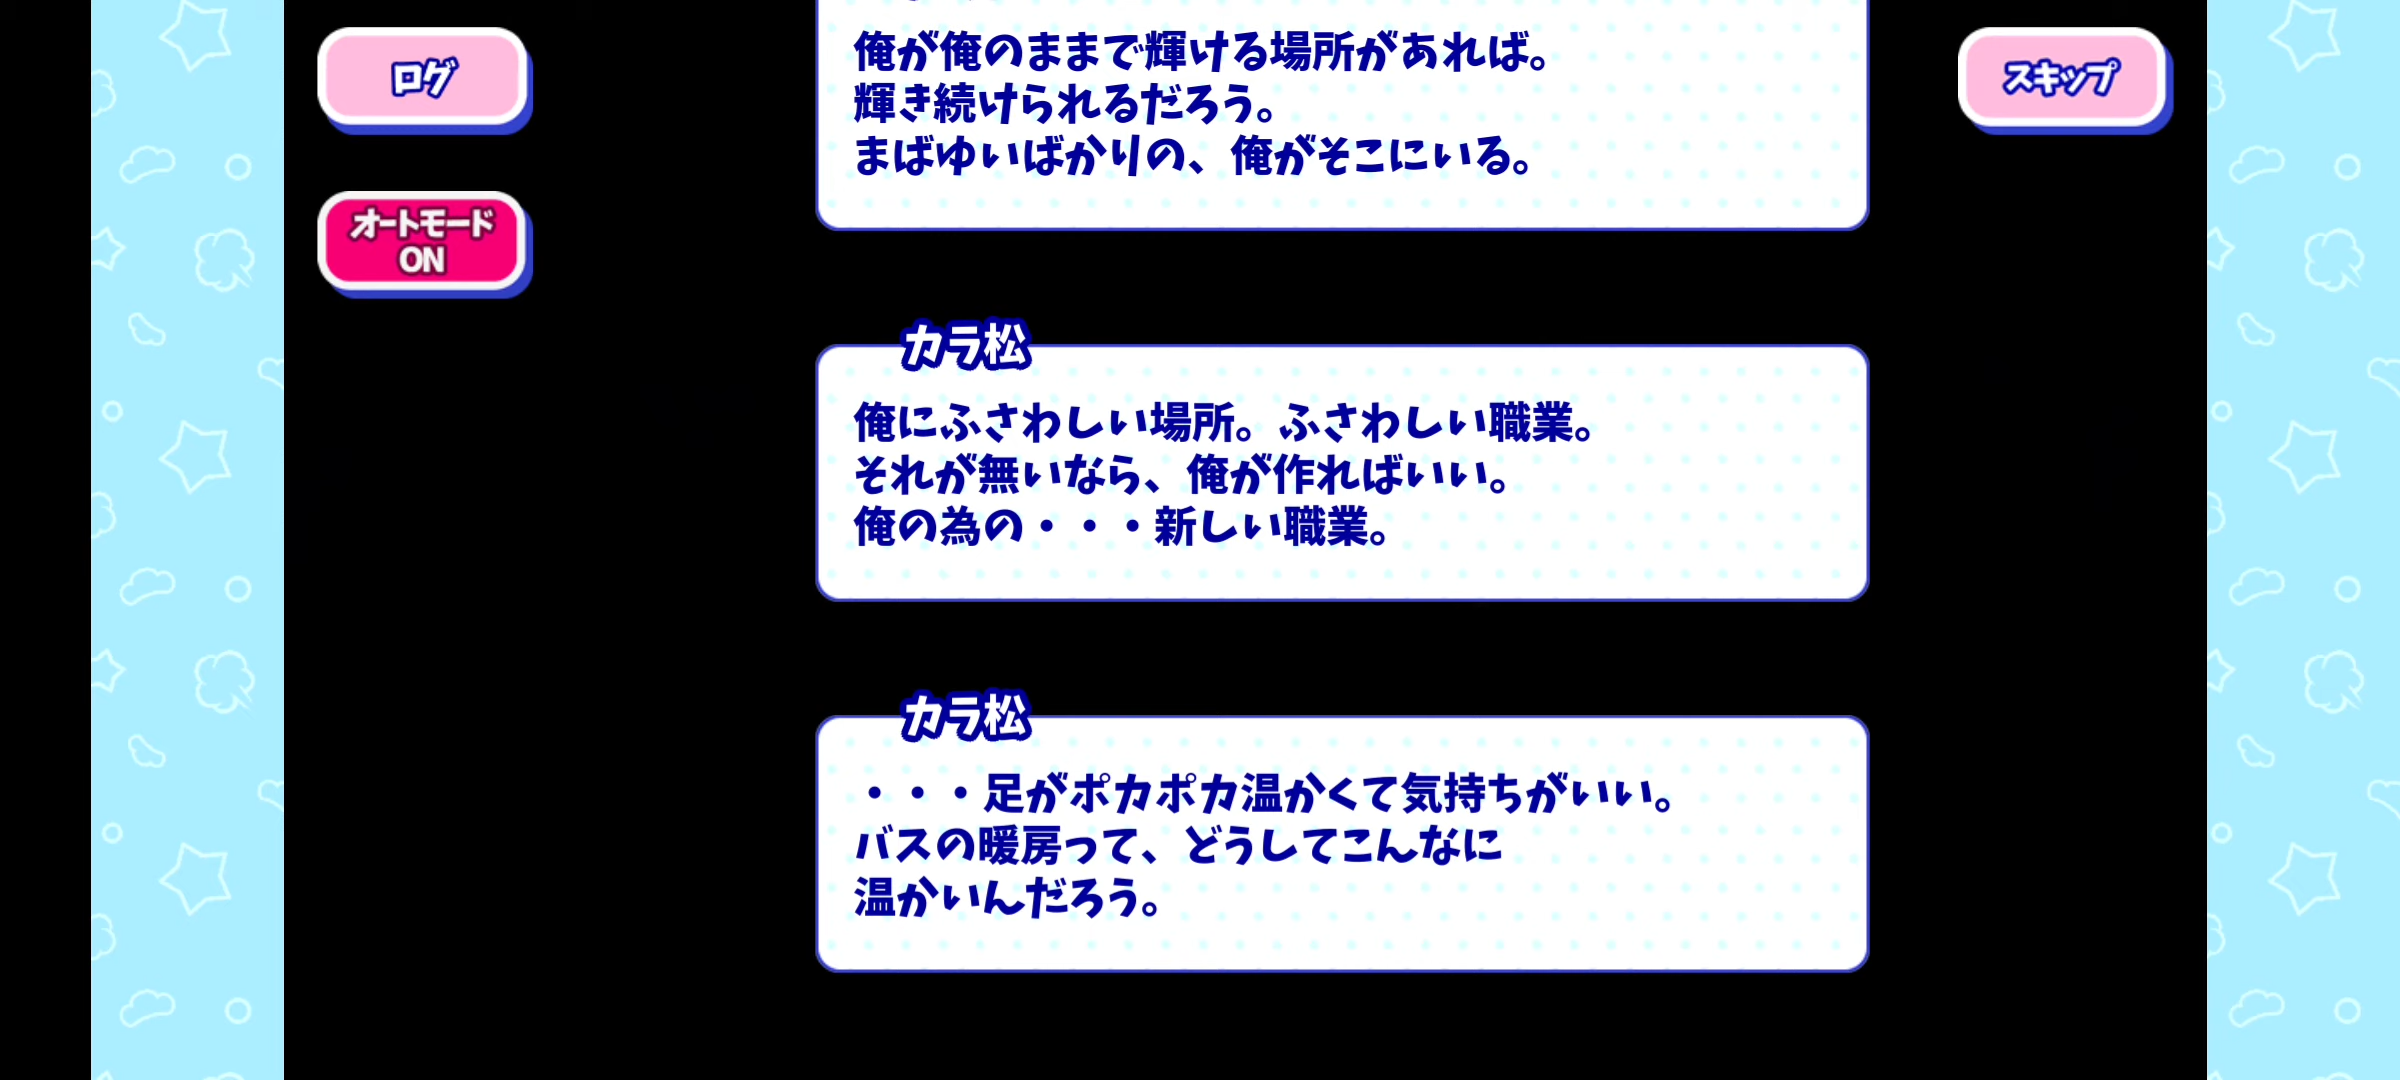 ログ
オートモード
ON
スキップ
俺が俺のままで輝ける場所があれば。
輝き続けられるだろう。
まばゆいばかりの、俺がそこにいる。
カラ松
俺にふさわしい場所。ふさわしい職業。
それが無いなら、俺が作ればいい。
俺の為の・・・新しい職業。
カラ松
・・・足がポカポカ温かくて気持ちがいい。
バスの暖房って、どうしてこんなに
温かいんだろう。